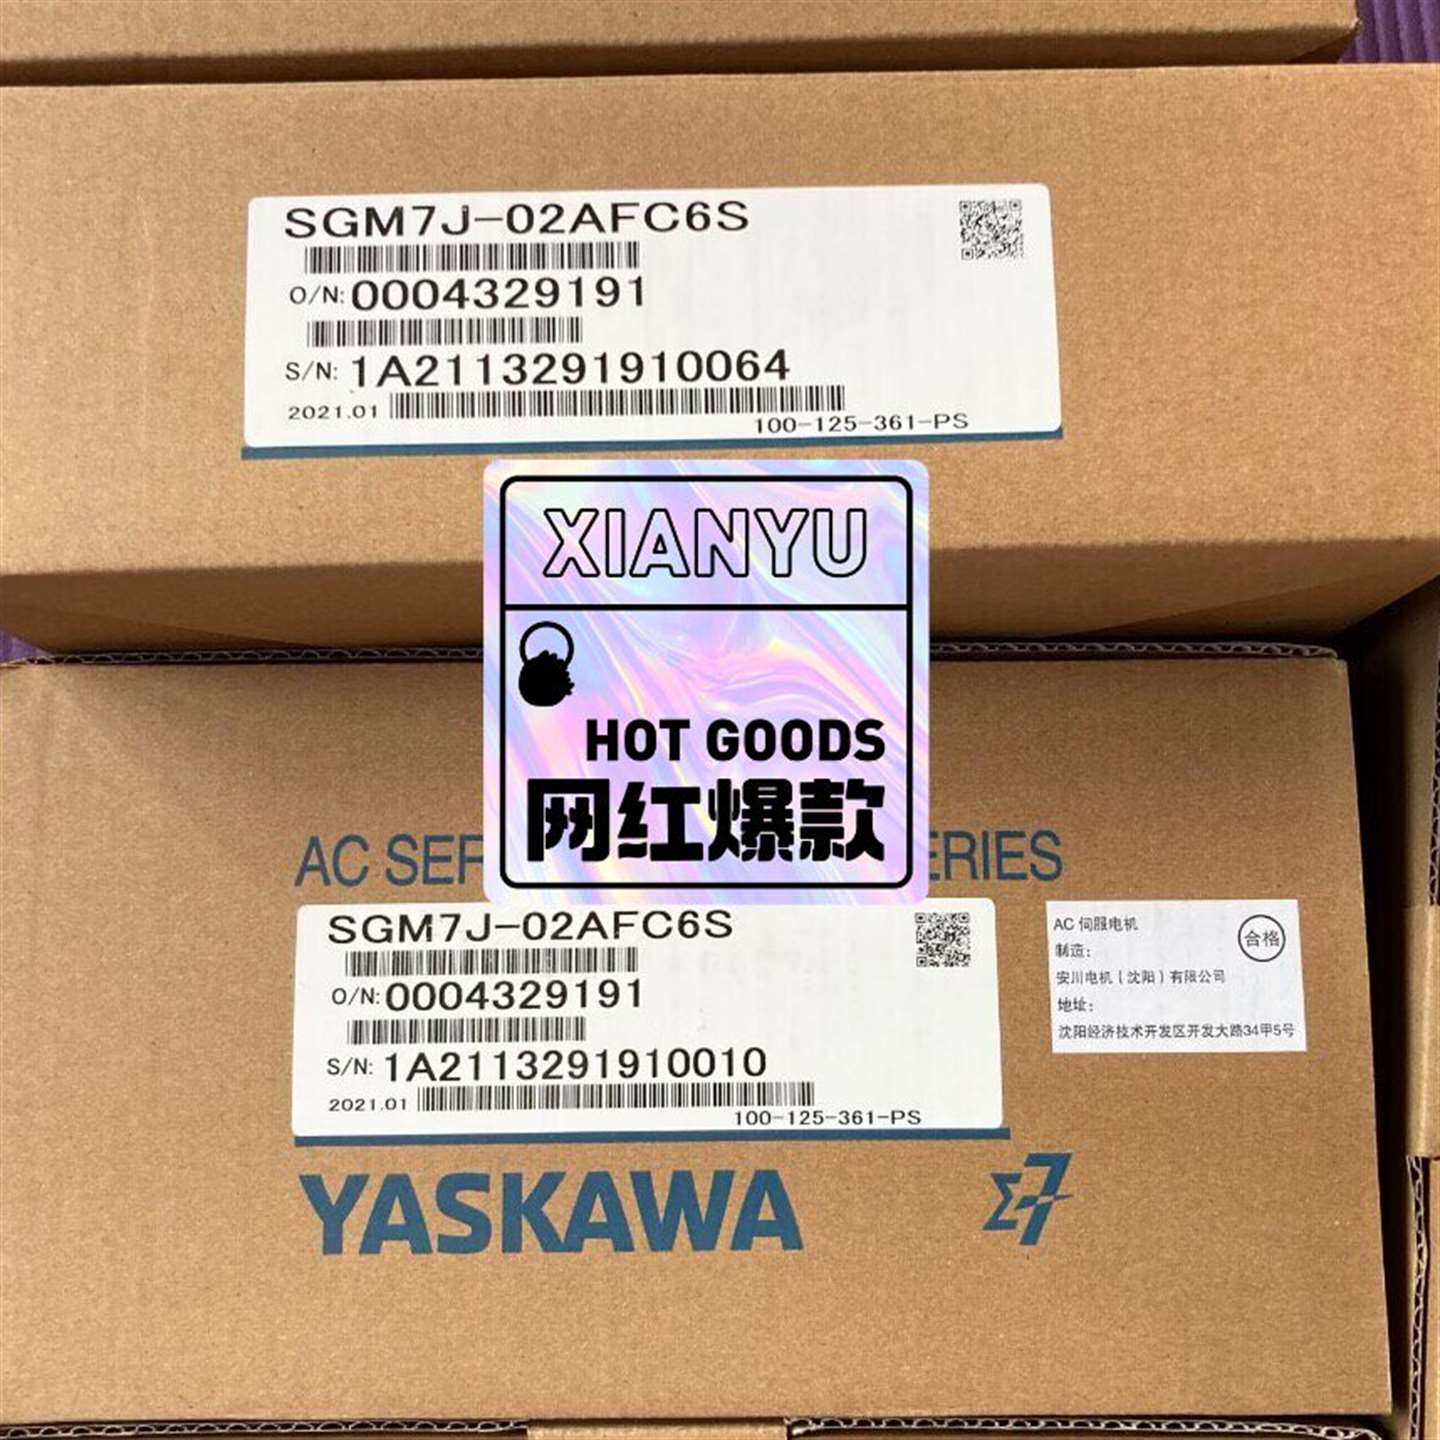 SGM7J-02AFC6S
O/N: 0004329191
S/N: 1A2113291910064
2021.01
100-125-361-PS
XIANYU
HOT GOODS
网红爆款
AC SER
ERIES
SGM7J-02AFC6S
O/N: 0004329191
S/N: 1A2113291910010
2021.01
100-125-361-PS
AC 伺服电机
合格
制造：
安川电机（沈阳）有限公司
地址：
沈阳经济技术开发区开发大路34甲5号
YASKAWA
Σ7